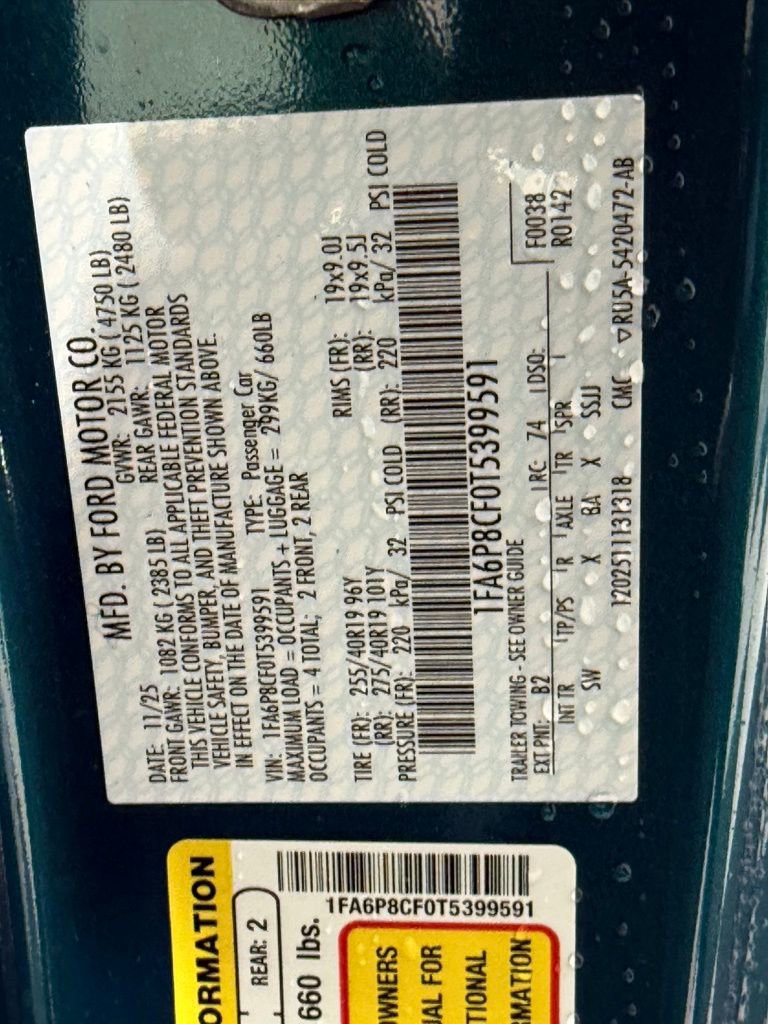 MFD. BY FORD MOTOR CO.
DATE: 11/25 GVWR: 2155 KG ( 4750 LB)
FRONT GAWR: 1082 KG ( 2385 LB) REAR GAWR: 1125 KG ( 2480 LB)
THIS VEHICLE CONFORMS TO ALL APPLICABLE FEDERAL MOTOR
VEHICLE SAFETY, BUMPER, AND THEFT PREVENTION STANDARDS
IN EFFECT ON THE DATE OF MANUFACTURE SHOWN ABOVE.
VIN: 1FA6P8CF0T5399591 TYPE: Passenger Car
MAXIMUM LOAD = OCCUPANTS + LUGGAGE = 299KG/ 660LB
OCCUPANTS = 4 TOTAL; 2 FRONT, 2 REAR
TIRE (FR): 255/40R19 96Y RIMS (FR): 19x9.0J
(RR): 275/40R19 101Y (RR): 19x9.5J
PRESSURE (FR): 220 kPa/ 32 PSI COLD (RR): 220 kPa/ 32 PSI COLD
1FA6P8CF0T5399591
TRAILER TOWING - SEE OWNER GUIDE F0038
EXT PNT: B2 RC: 74 DSO: R0142
INT TR TP/PS R AXLE TR SPR
SW X BA X SSJJ
12025111131318 CMC ▽RU5A-5420472-AB
ORMATION
REAR: 2
660 lbs.
1FA6P8CF0T5399591
OWNERS
UAL FOR
TIONAL
RMATION